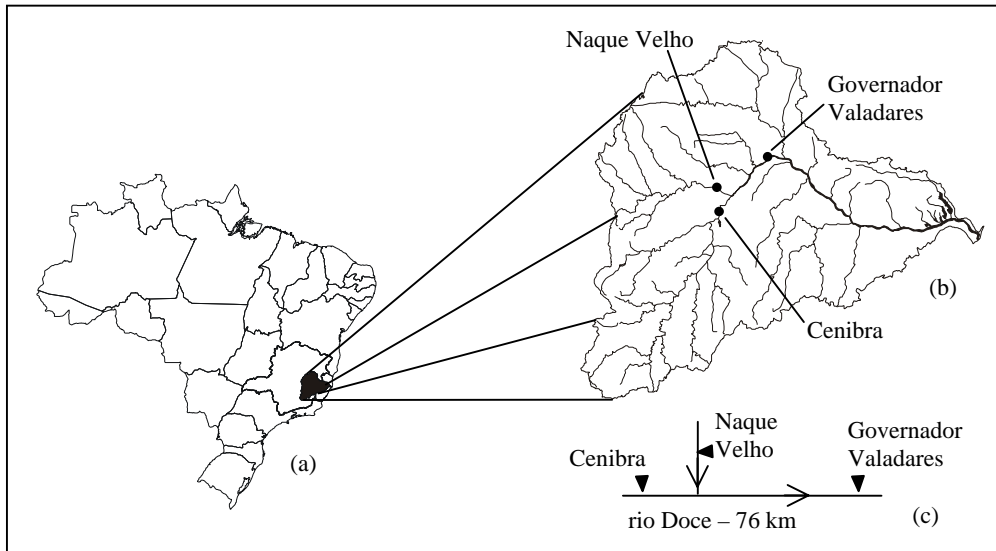 Naque Velho
Governador
Valadares
(b)
Cenibra
(a)
Naque
Velho
Governador
Valadares
Cenibra
rio Doce – 76 km
(c)